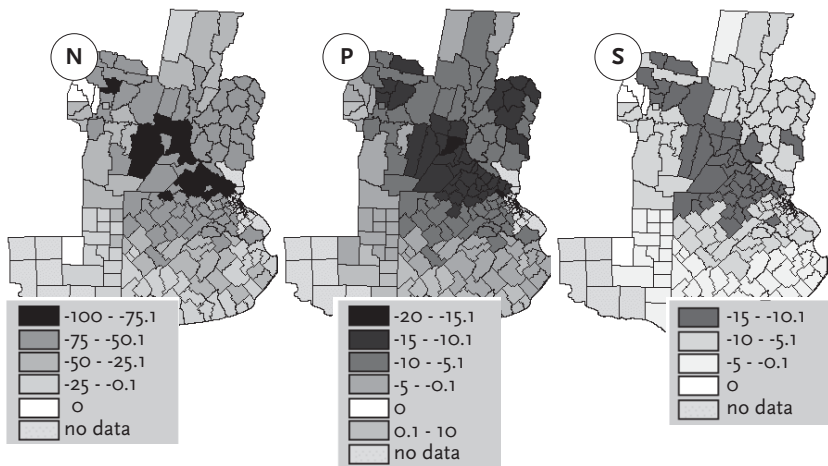 N
P
S
-100 - -75.1
-75 - -50.1
-50 - -25.1
-25 - -0.1
0
no data
-20 - -15.1
-15 - -10.1
-10 - -5.1
-5 - -0.1
0
0.1 - 10
no data
-15 - -10.1
-10 - -5.1
-5 - -0.1
0
no data